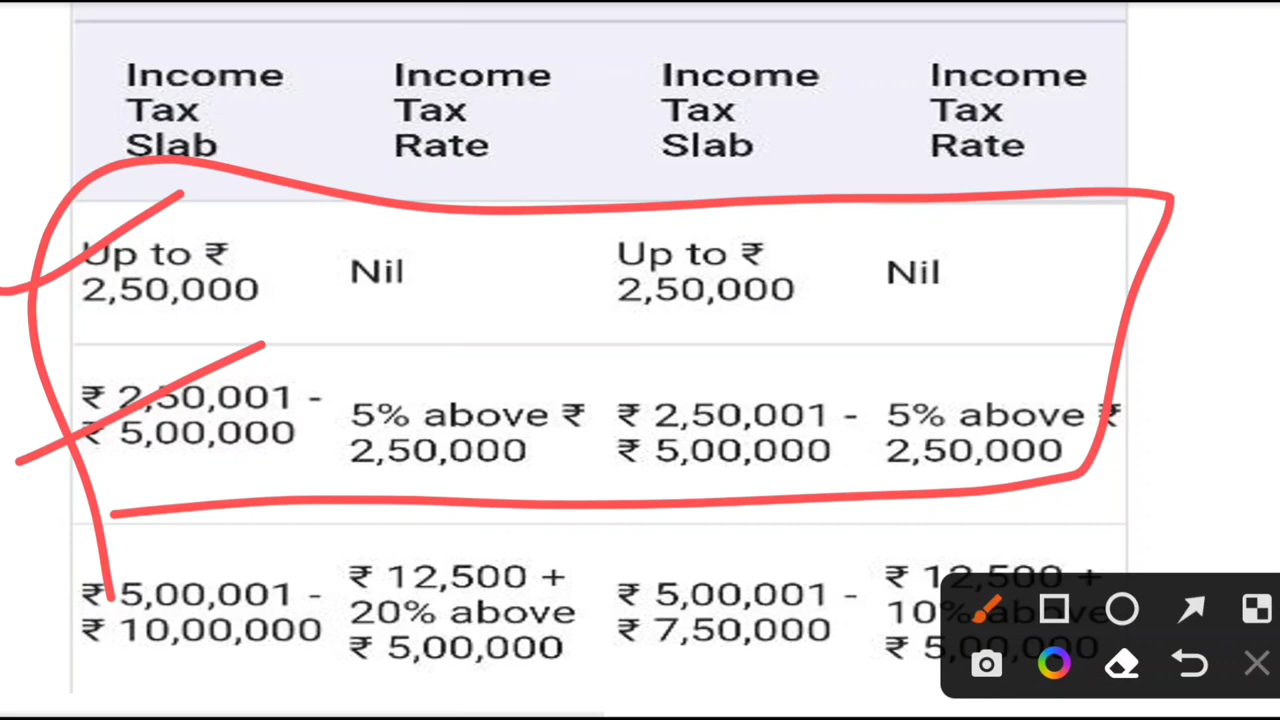 Income
Tax
Slab
Income
Tax
Rate
Income
Tax
Slab
Income
Tax
Rate
Up to ₹
2,50,000
Nil
Up to ₹
2,50,000
Nil
₹ 2,50,001 -
₹ 5,00,000
5% above ₹
2,50,000
₹ 2,50,001 -
₹ 5,00,000
5% above ₹
2,50,000
₹ 5,00,001 -
₹ 10,00,000
₹ 12,500 +
20% above
₹ 5,00,000
₹ 5,00,001 -
₹ 7,50,000
₹ 12,500 +
10% above
₹ 5,00,000